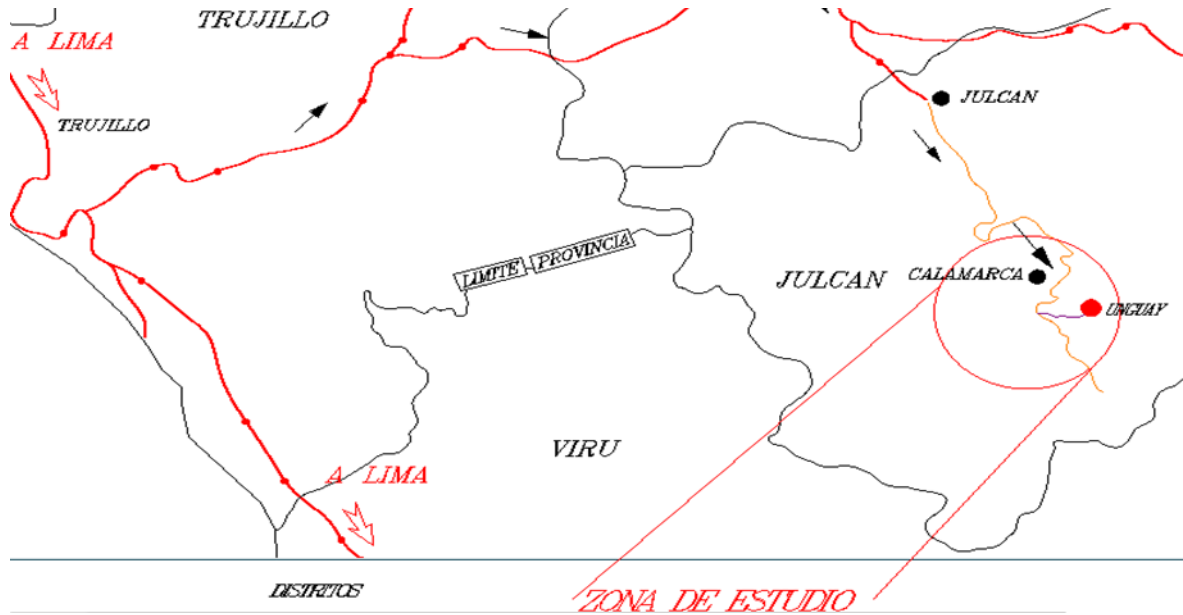 TRUJILLO
A LIMA
TRUJILLO
JULCAN
LIMITE PROVINCIA
JULCAN
CALAMARCA
UNGUAY
VIRU
A LIMA
DISTRITOS
ZONA DE ESTUDIO